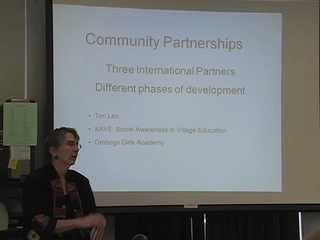 Community Partnerships
Three International Partners
Different phases of development
• Ton Len
• SAVE: Social Awareness in Village Education
• Ombogo Girls Academy